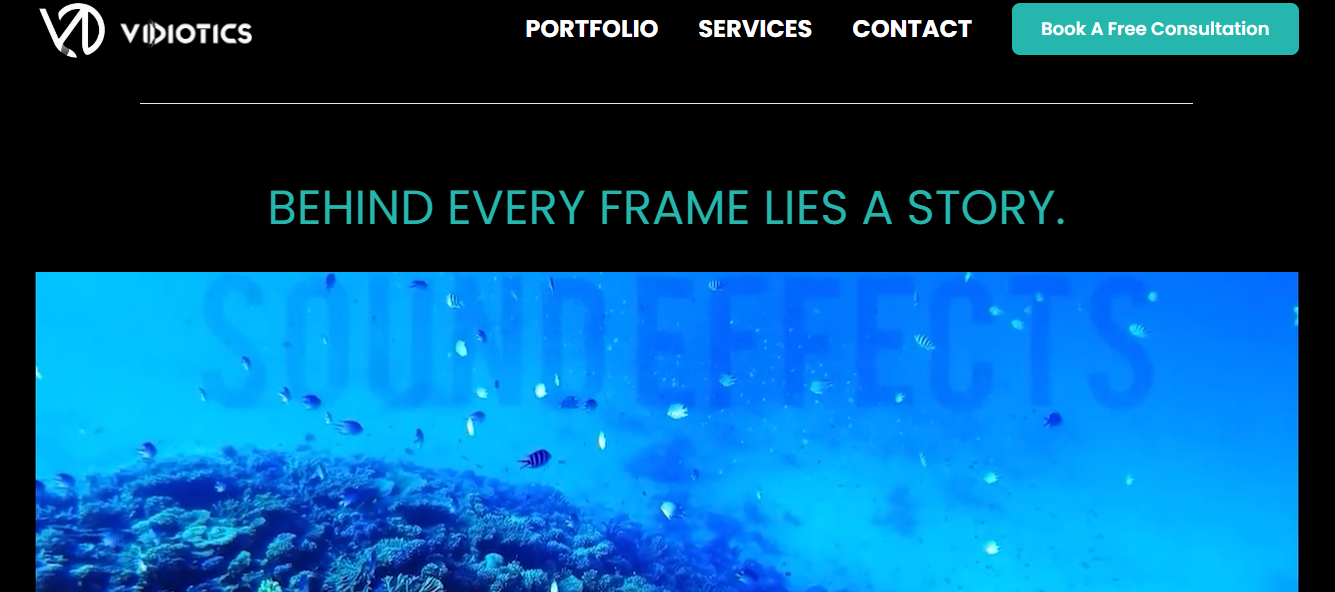 VIDIOTICS
PORTFOLIO SERVICES CONTACT Book A Free Consultation
BEHIND EVERY FRAME LIES A STORY.
SOUND EFFECTS